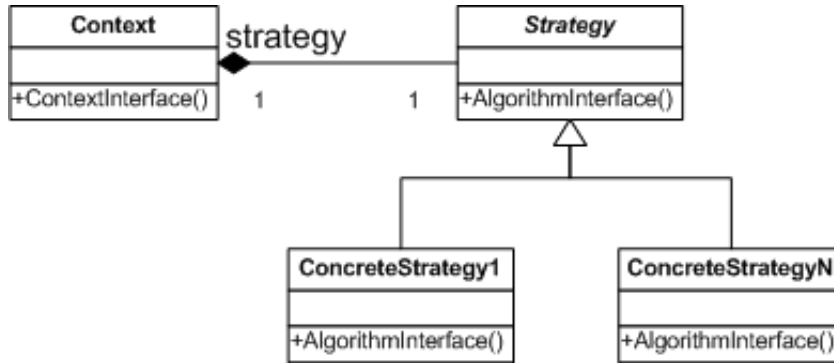 Context
strategy
Strategy
+ContextInterface()
1
1
+AlgorithmInterface()
ConcreteStrategy1
ConcreteStrategyN
+AlgorithmInterface()
+AlgorithmInterface()